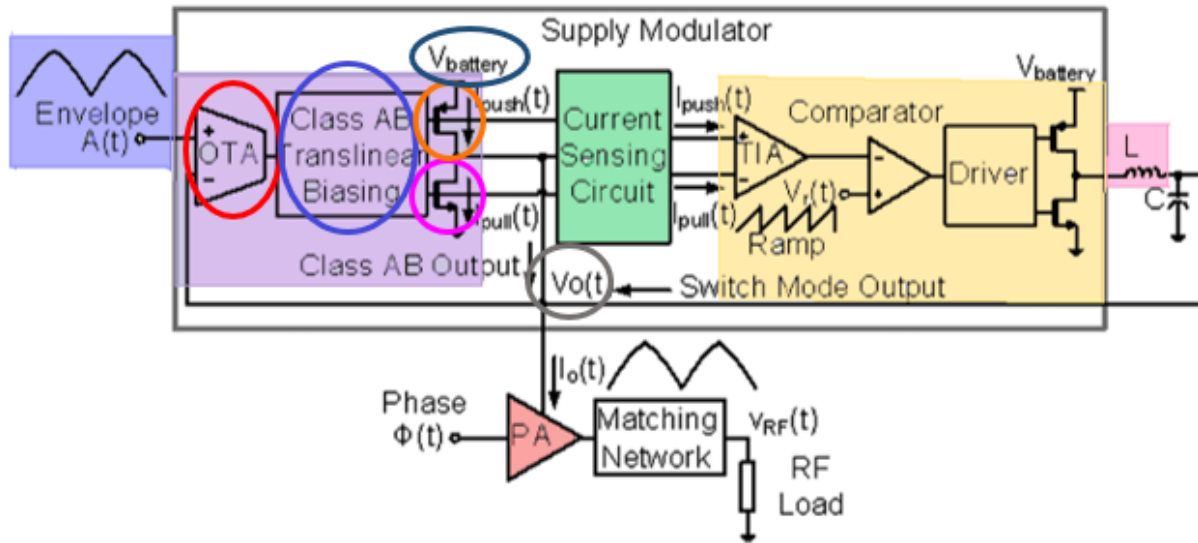 Supply Modulator
Envelope
A(t)
+
-
OTA
Class AB
Translinear
Biasing
Vbattery
Ipush(t)
Ipull(t)
Class AB Output
Current
Sensing
Circuit
Ipush(t)
Ipull(t)
+
-
TIA
Comparator
-
+
Vr(t)
Ramp
Driver
Vbattery
L
C
Vo(t
Switch Mode Output
Io(t)
Phase
Φ(t)
PA
Matching
Network
vRF(t)
RF
Load